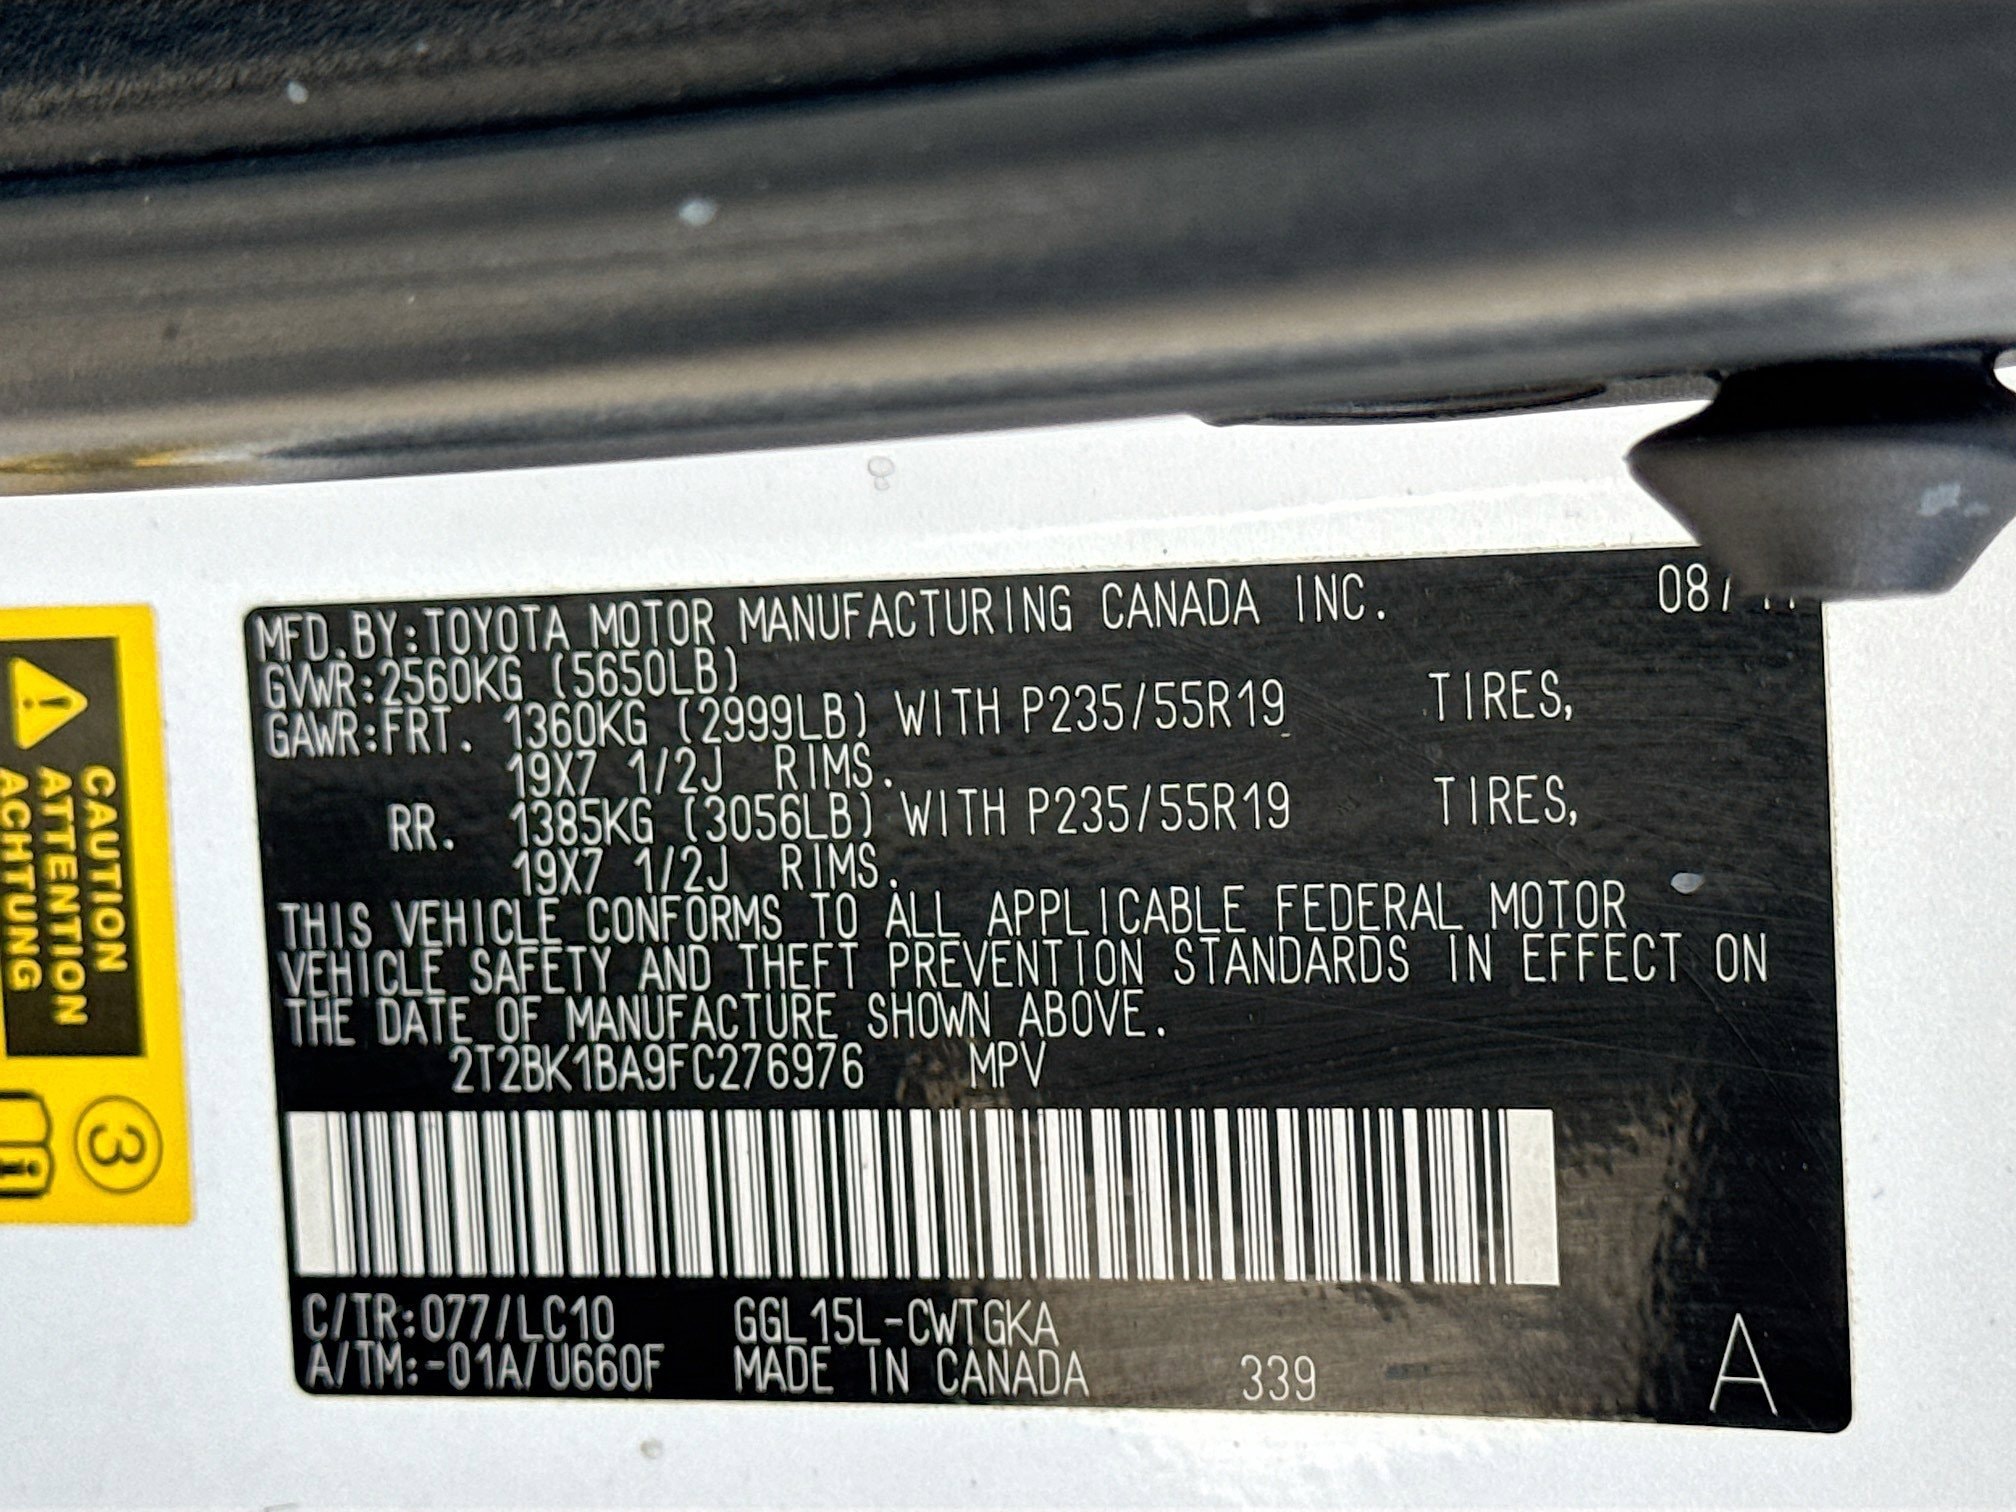 MFD.BY:TOYOTA MOTOR MANUFACTURING CANADA INC. 08/
GVWR:2560KG (5650LB)
GAWR:FRT. 1360KG (2999LB) WITH P235/55R19 TIRES,
19X7 1/2J RIMS.
RR. 1385KG (3056LB) WITH P235/55R19 TIRES,
19X7 1/2J RIMS.
THIS VEHICLE CONFORMS TO ALL APPLICABLE FEDERAL MOTOR
VEHICLE SAFETY AND THEFT PREVENTION STANDARDS IN EFFECT ON
THE DATE OF MANUFACTURE SHOWN ABOVE.
2T2BK1BA9FC276976 MPV
C/TR:077/LC10 GGL15L-CWTGKA
A/TM:-01A/U660F MADE IN CANADA 339 A
CAUTION
ATTENTION
ACHTUNG
3